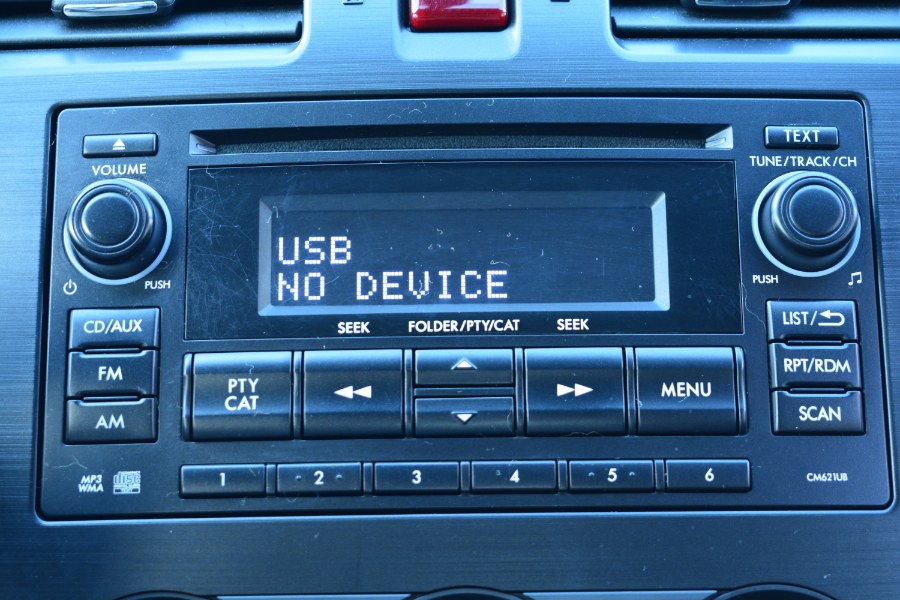 TEXT
VOLUME
TUNE/TRACK/CH
USB
NO DEVICE
PUSH
PUSH
SEEK
FOLDER/PTY/CAT
SEEK
CD/AUX
LIST/
FM
RPT/RDM
AM
PTY
CAT
MENU
SCAN
MP3
WMA
1
2
3
4
5
6
CM621UB